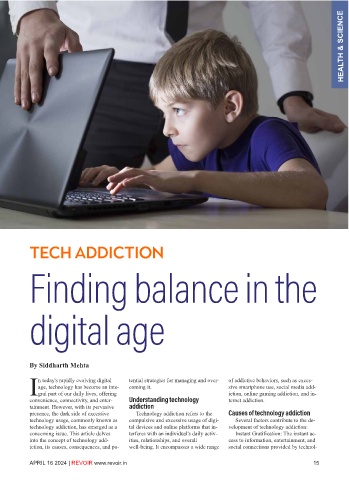 HEALTH & SCIENCE
TECH ADDICTION
Finding balance in the
digital age
By Siddharth Mehta
In today's rapidly evolving digital
age, technology has become an inte-
gral part of our daily lives, offering
convenience, connectivity, and enter-
tainment. However, with its pervasive
presence, the dark side of excessive
technology usage, commonly known as
technology addiction, has emerged as a
concerning issue. This article delves
into the concept of technology add-
iction, its causes, consequences, and po-
tential strategies for managing and over-
coming it.
Understanding technology
addiction
Technology addiction refers to the
compulsive and excessive usage of digi-
tal devices and online platforms that in-
terferes with an individual's daily activ-
ities, relationships, and overall
well-being. It encompasses a wide range
of addictive behaviors, such as exces-
sive smartphone use, social media add-
iction, online gaming addiction, and in-
ternet addiction.
Causes of technology addiction
Several factors contribute to the de-
velopment of technology addiction:
Instant Gratification: The instant ac-
cess to information, entertainment, and
social connections provided by technol-
APRIL 16 2024 | REVOIR www.revoir.in
15